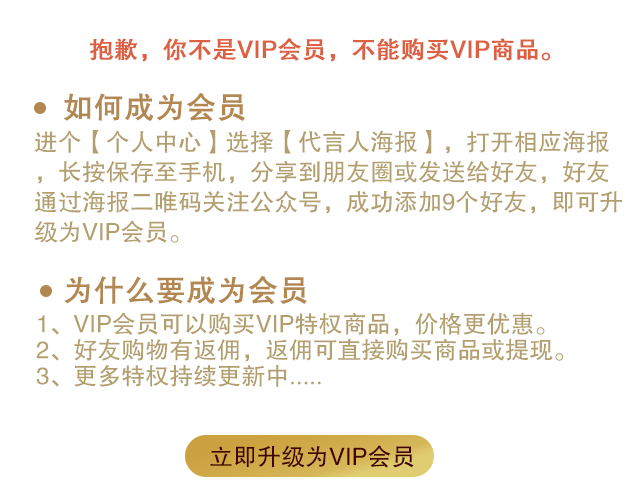 抱歉，你不是VIP会员，不能购买VIP商品。
● 如何成为会员
进个【个人中心】选择【代言人海报】，打开相应海报
，长按保存至手机，分享到朋友圈或发送给好友，好友
通过海报二唯码关注公众号，成功添加9个好友，即可升
级为VIP会员。
● 为什么要成为会员
1、VIP会员可以购买VIP特权商品，价格更优惠。
2、好友购物有返佣，返佣可直接购买商品或提现。
3、更多特权持续更新中.....
立即升级为VIP会员